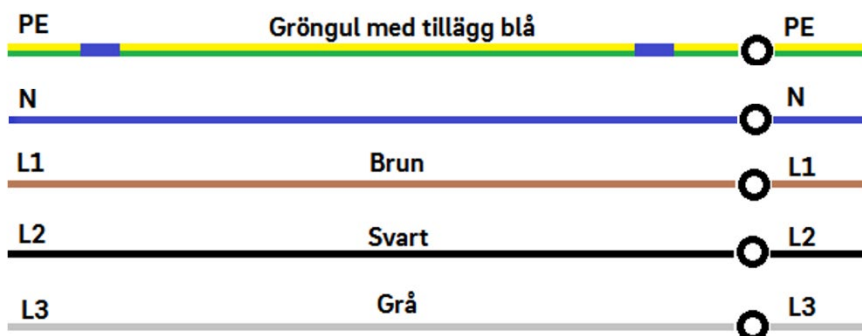 PE Gröngul med tillägg blå PE
N N
L1 Brun L1
L2 Svart L2
L3 Grå L3